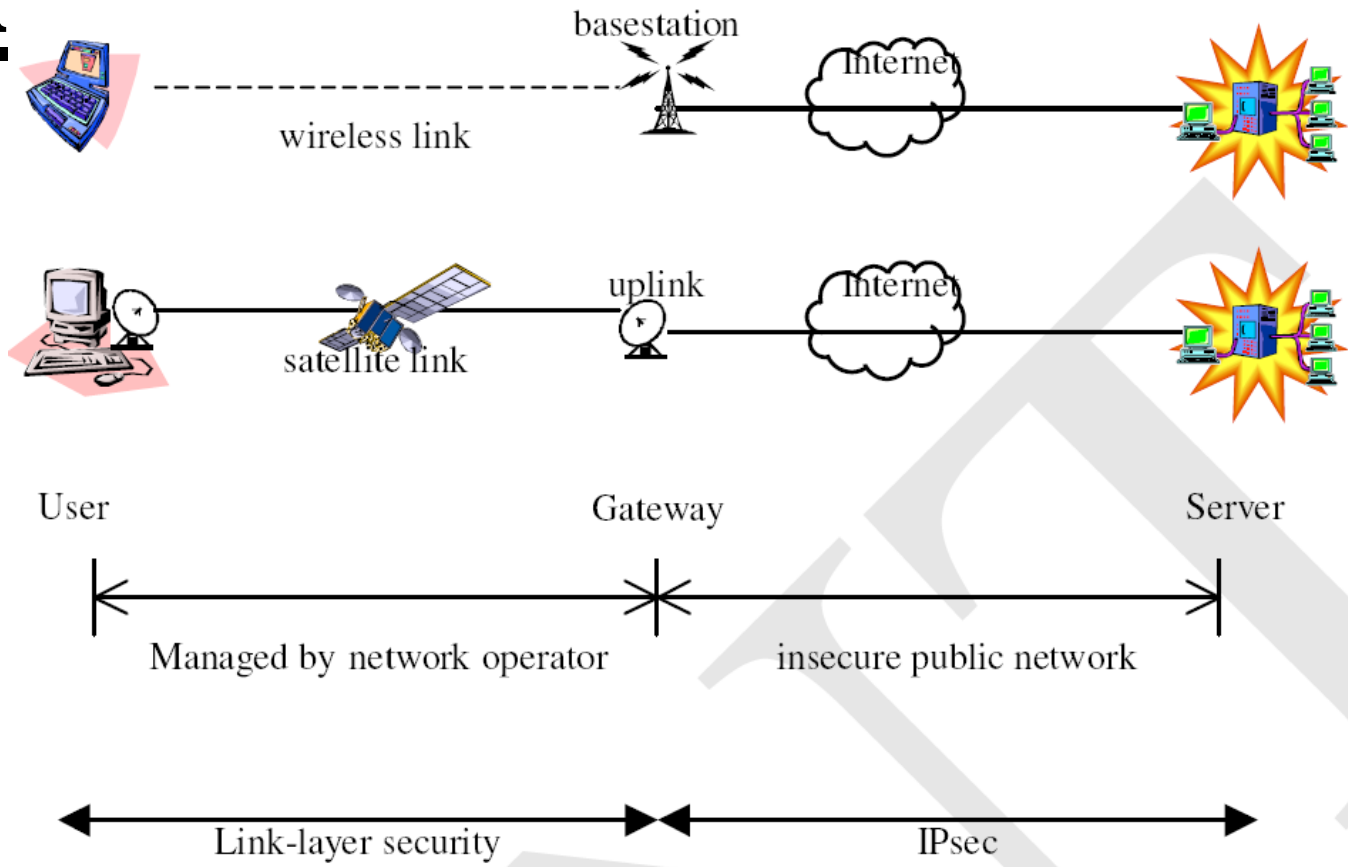 basestation
Internet
wireless link
uplink
Internet
satellite link
User
Gateway
Server
Managed by network operator
insecure public network
Link-layer security
IPsec